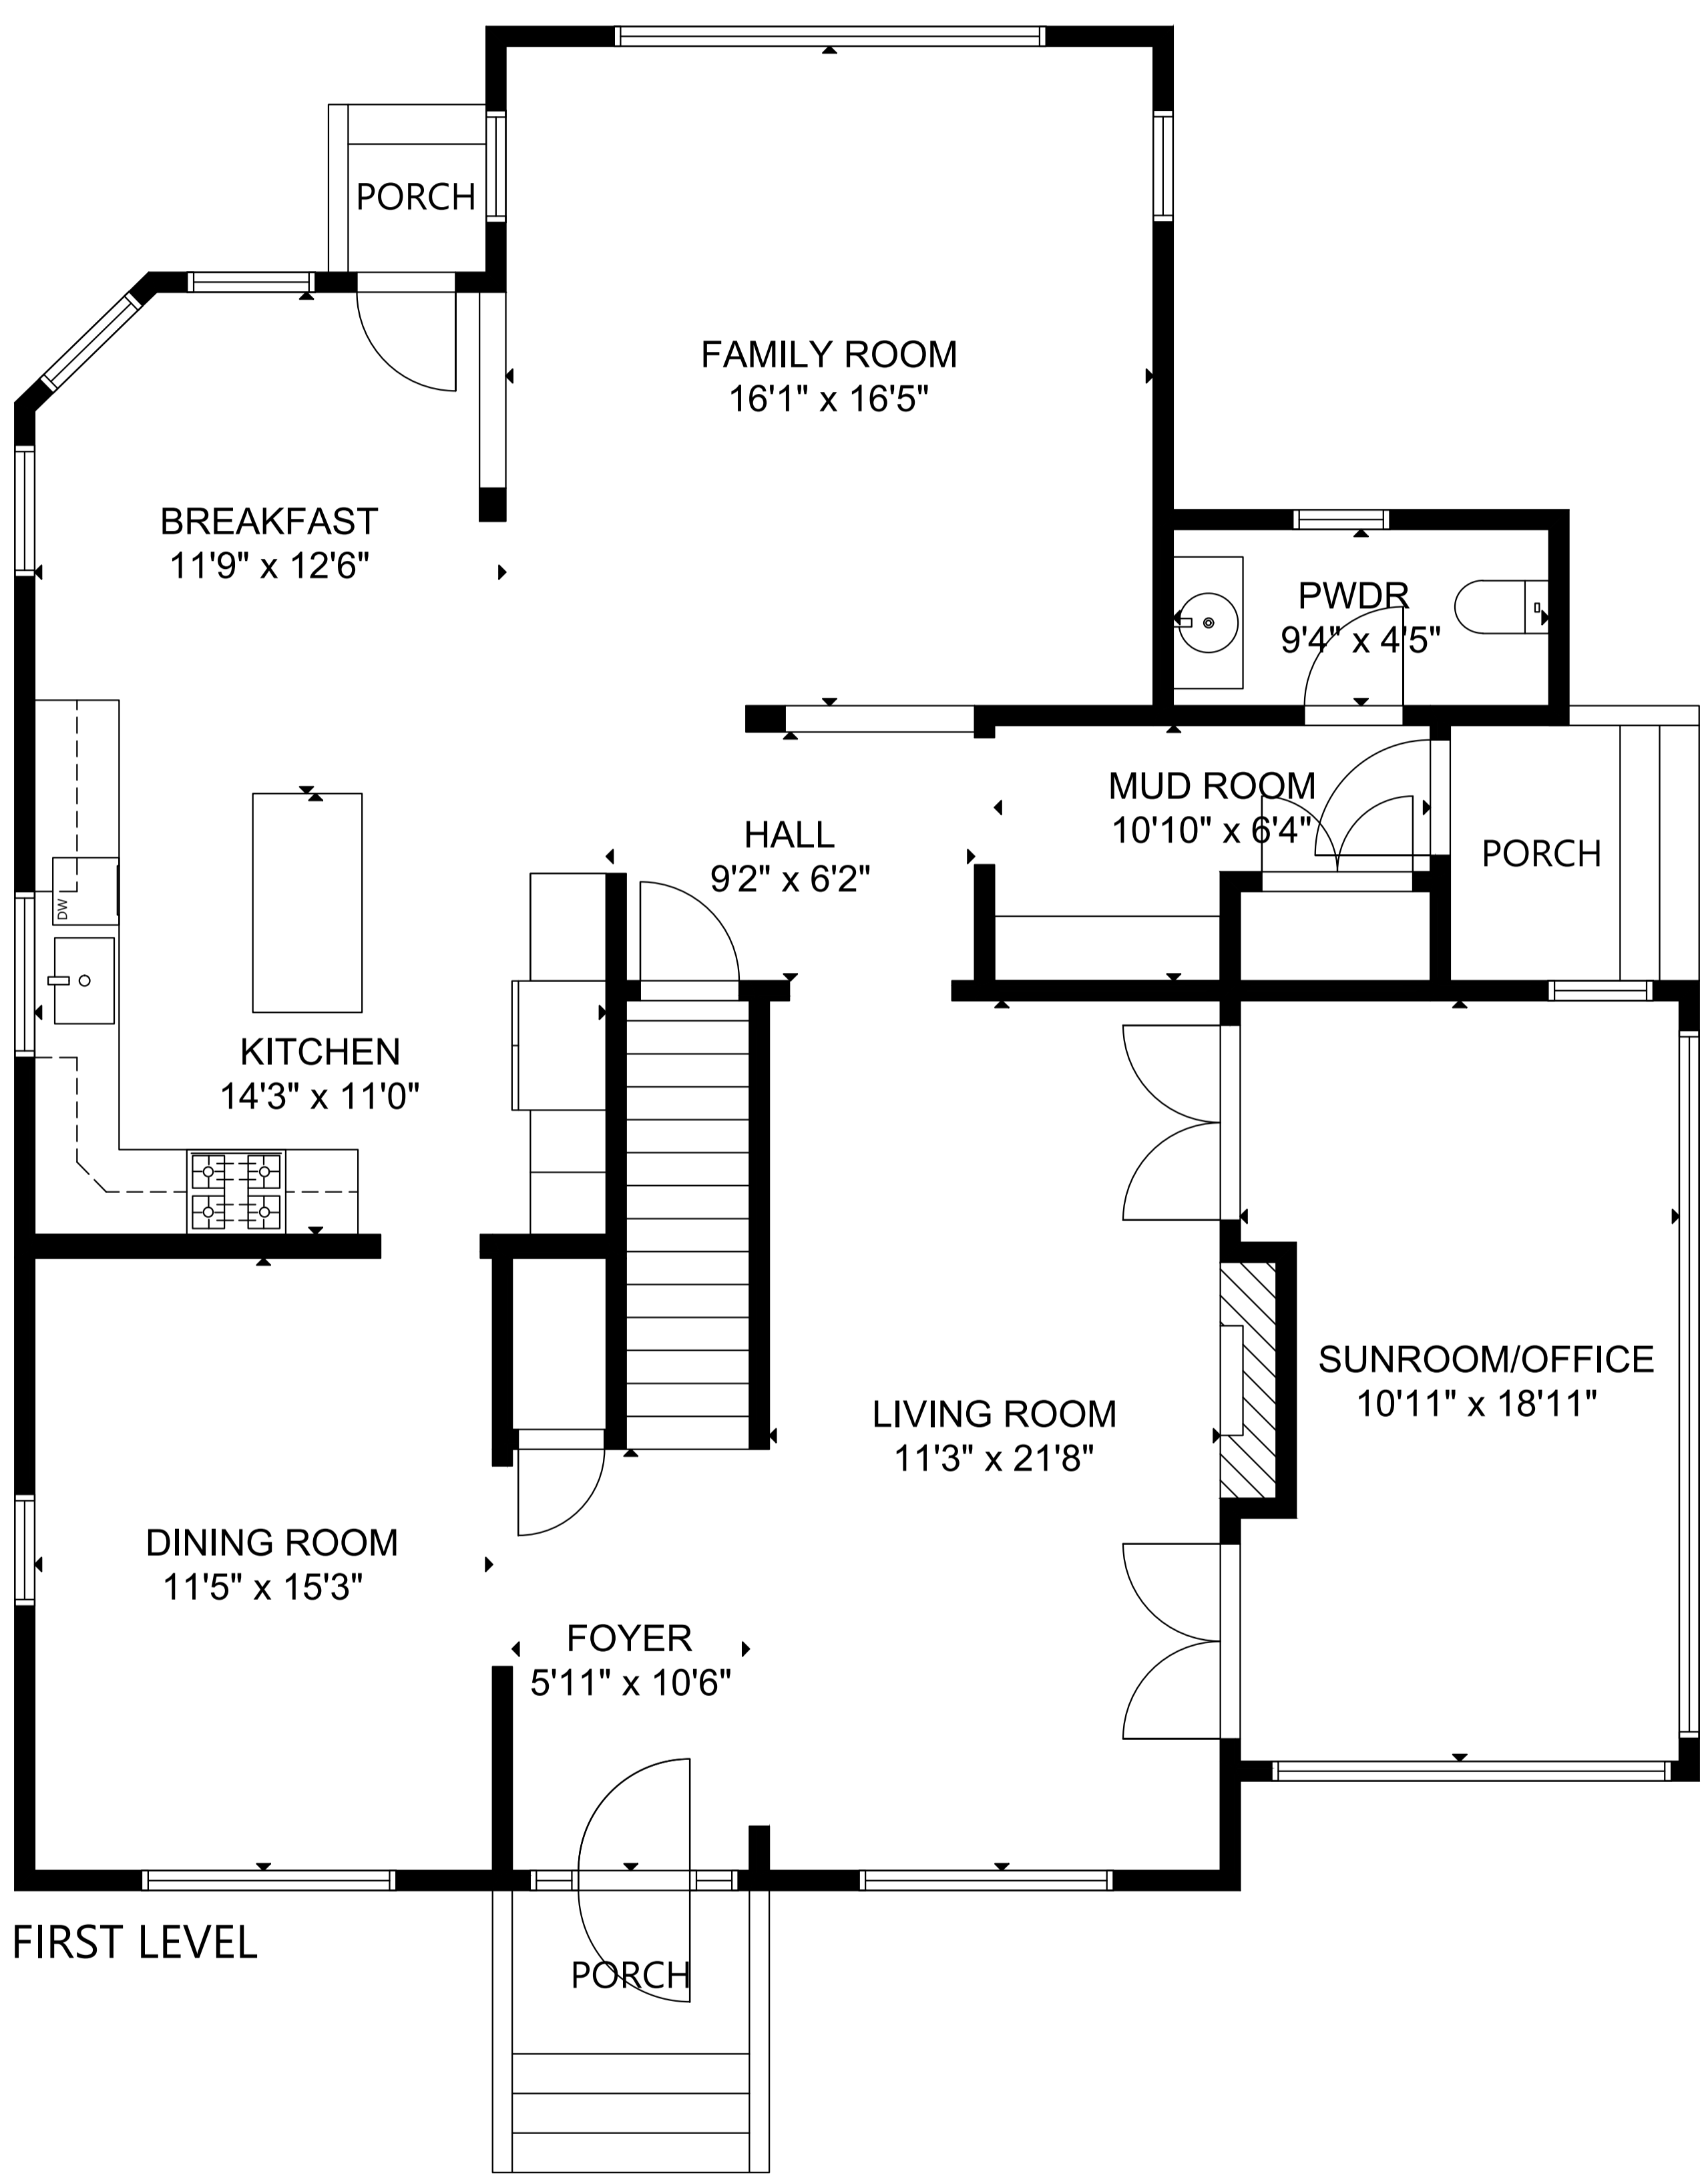 PORCH
FAMILY ROOM
16'1" x 16'5"
BREAKFAST
11'9" x 12'6"
PWDR
9'4" x 4'5"
MUD ROOM
10'10" x 6'4"
HALL
9'2" x 6'2"
PORCH
DW
KITCHEN
14'3" x 11'0"
SUNROOM/OFFICE
10'11" x 18'11"
LIVING ROOM
11'3" x 21'8"
DINING ROOM
11'5" x 15'3"
FOYER
5'11" x 10'6"
FIRST LEVEL
PORCH